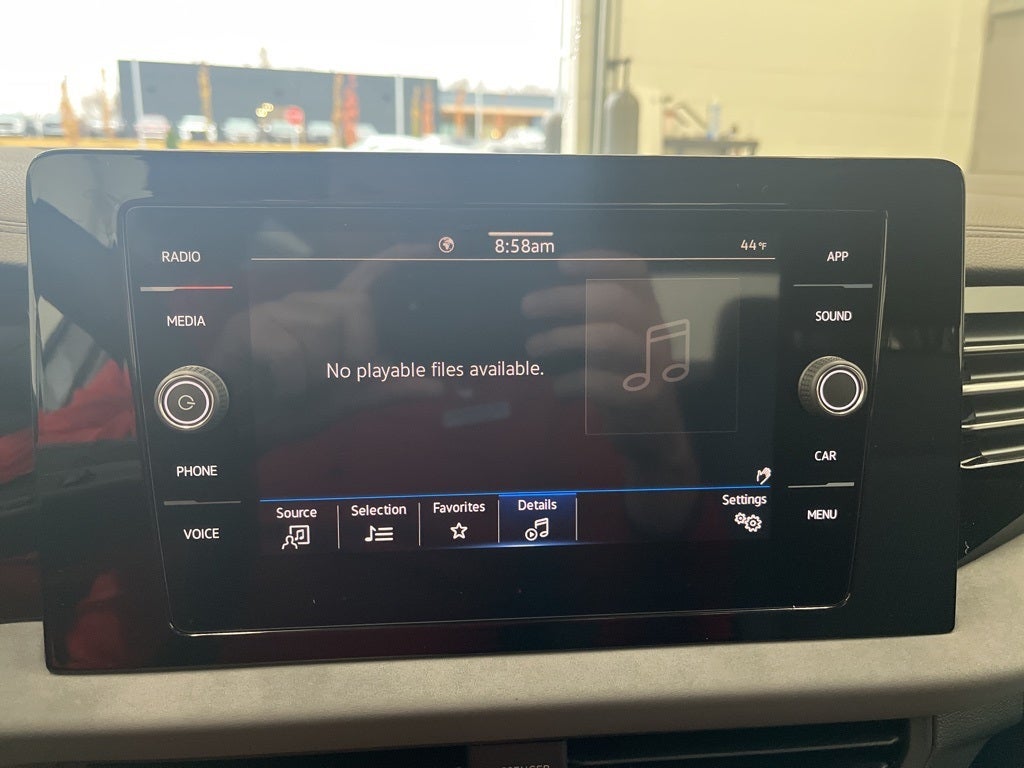 8:58am
44°F
RADIO
MEDIA
PHONE
VOICE
No playable files available.
Source
Selection
Favorites
Details
Settings
APP
SOUND
CAR
MENU